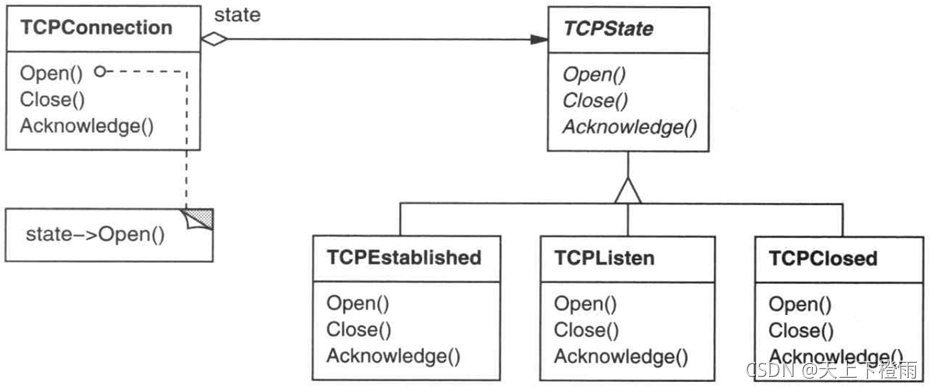 TCPConnection
Open()
Close()
Acknowledge()
state
TCPState
Open()
Close()
Acknowledge()
state->Open()
TCPEstablished
Open()
Close()
Acknowledge()
TCPListen
Open()
Close()
Acknowledge()
TCPClosed
Open()
Close()
Acknowledge()
CSDN @天上下橙雨